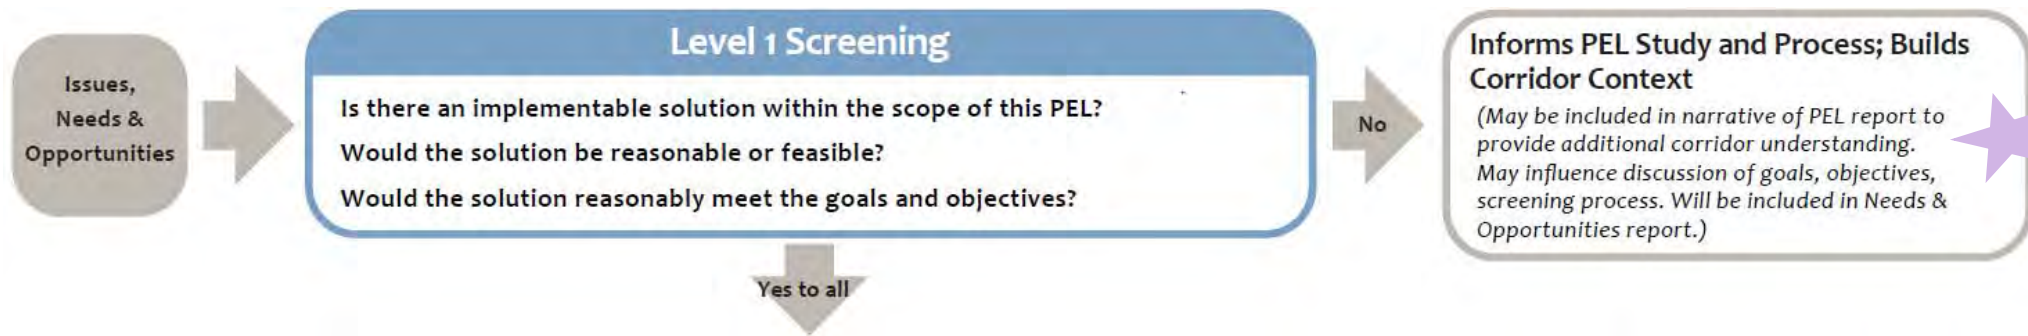 Issues,
Needs &
Opportunities
Level 1 Screening
Is there an implementable solution within the scope of this PEL?
Would the solution be reasonable or feasible?
Would the solution reasonably meet the goals and objectives?
Yes to all
No
Informs PEL Study and Process; Builds
Corridor Context
(May be included in narrative of PEL report to
provide additional corridor understanding.
May influence discussion of goals, objectives,
screening process. Will be included in Needs &
Opportunities report.)